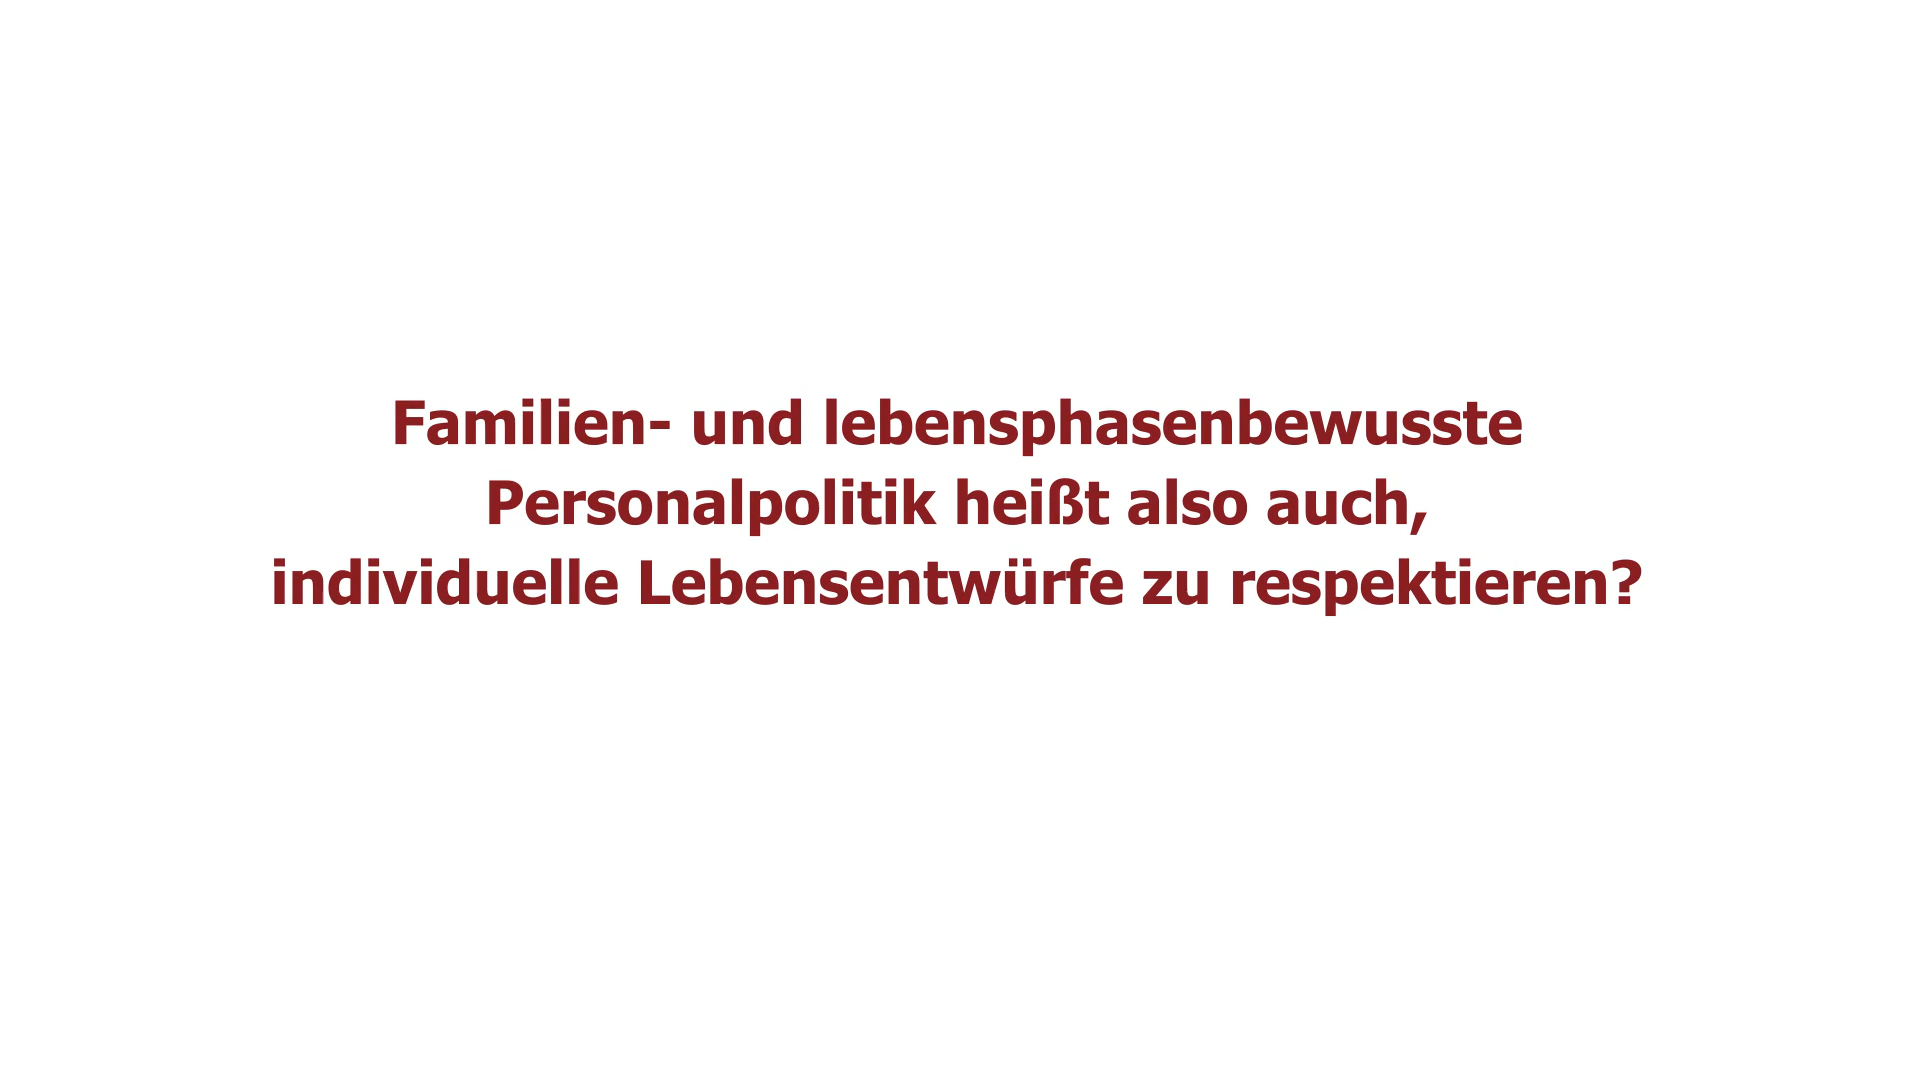 Familien- und lebensphasenbewusste
Personalpolitik heißt also auch,
individuelle Lebensentwürfe zu respektieren?